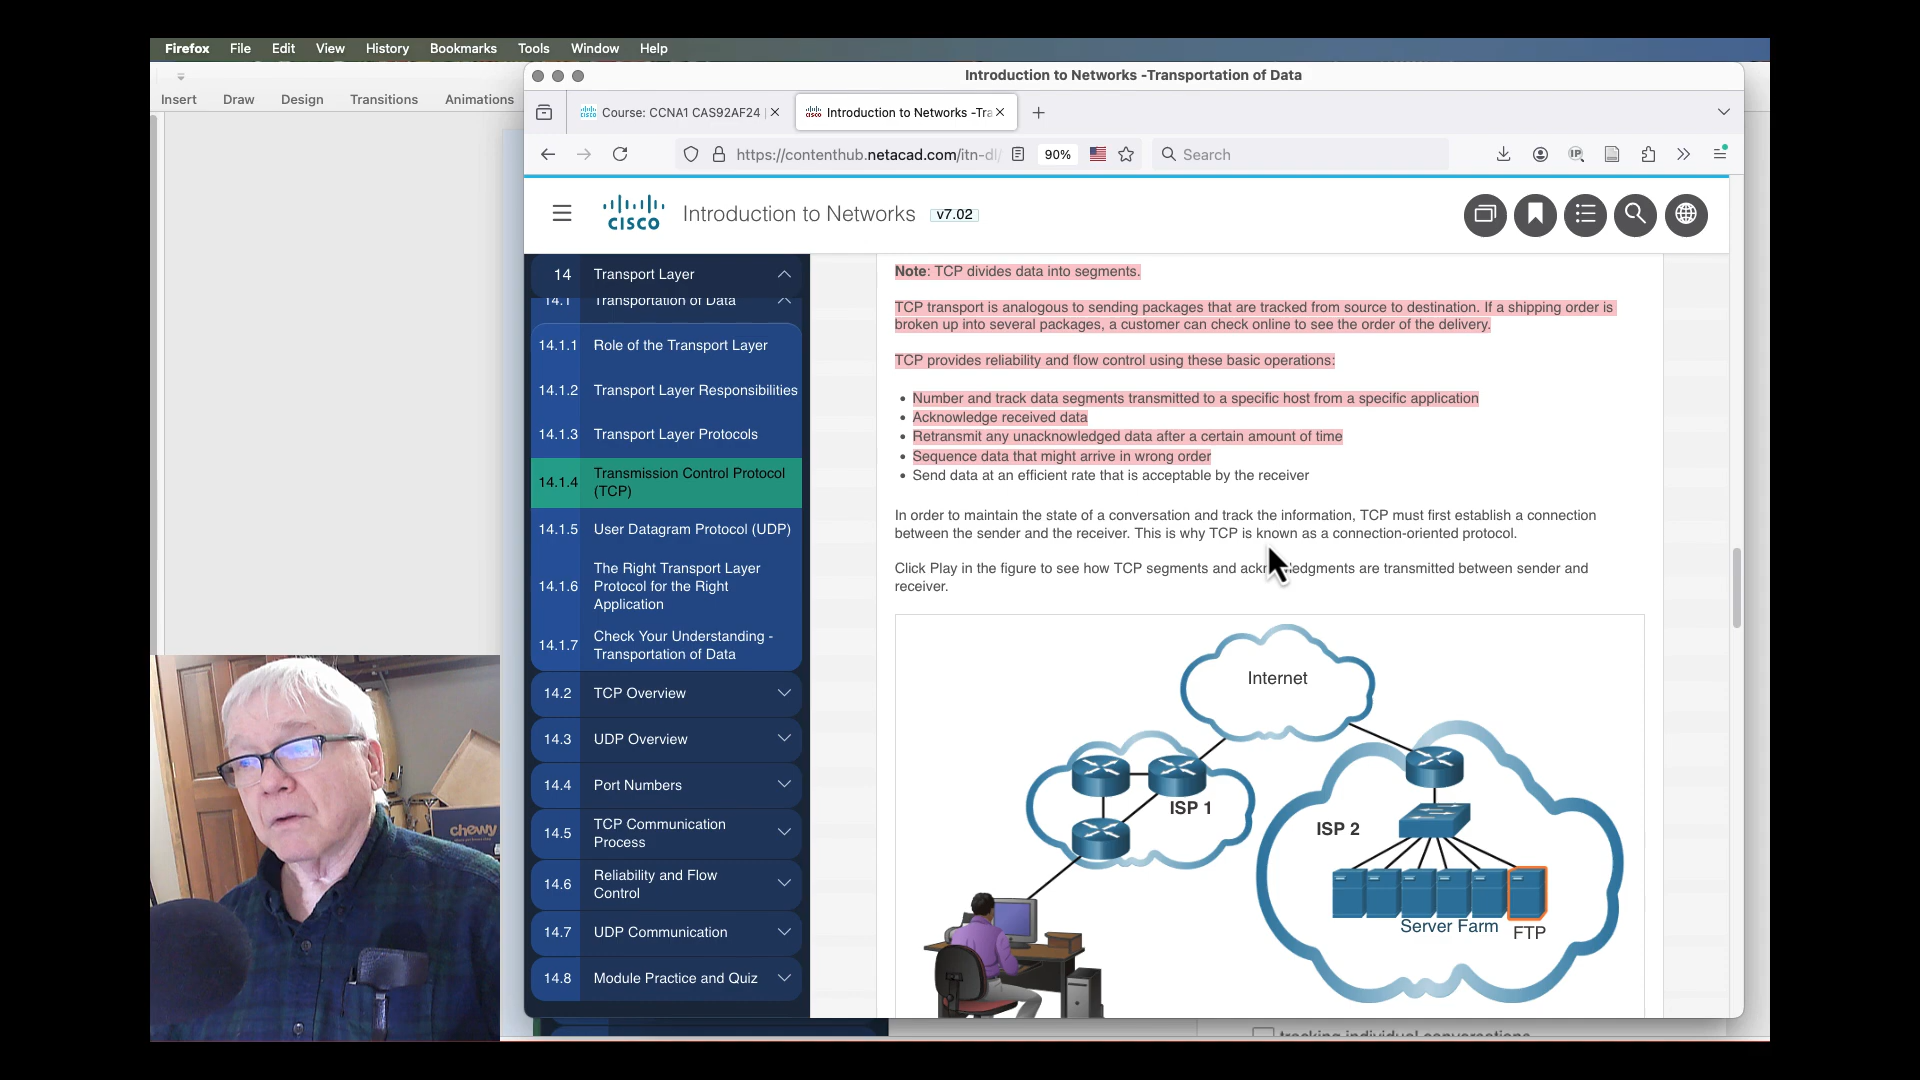 Firefox File Edit View History Bookmarks Tools Window Help
Introduction to Networks -Transportation of Data
Insert Draw Design Transitions Animations
Course: CCNA1 CAS92AF24
Introduction to Networks -Tra
https://contenthub.netacad.com/itn-dl/
90%
Search
CISCO
Introduction to Networks v7.02
14 Transport Layer
14.1 Transportation of Data
14.1.1 Role of the Transport Layer
14.1.2 Transport Layer Responsibilities
14.1.3 Transport Layer Protocols
14.1.4 Transmission Control Protocol
(TCP)
14.1.5 User Datagram Protocol (UDP)
14.1.6 The Right Transport Layer
Protocol for the Right
Application
14.1.7 Check Your Understanding -
Transportation of Data
14.2 TCP Overview
14.3 UDP Overview
14.4 Port Numbers
14.5 TCP Communication
Process
14.6 Reliability and Flow
Control
14.7 UDP Communication
14.8 Module Practice and Quiz
Note: TCP divides data into segments.
TCP transport is analogous to sending packages that are tracked from source to destination. If a shipping order is
broken up into several packages, a customer can check online to see the order of the delivery.
TCP provides reliability and flow control using these basic operations:
• Number and track data segments transmitted to a specific host from a specific application
• Acknowledge received data
• Retransmit any unacknowledged data after a certain amount of time
• Sequence data that might arrive in wrong order
• Send data at an efficient rate that is acceptable by the receiver
In order to maintain the state of a conversation and track the information, TCP must first establish a connection
between the sender and the receiver. This is why TCP is known as a connection-oriented protocol.
Click Play in the figure to see how TCP segments and acknowledgments are transmitted between sender and
receiver.
Internet
ISP 1
ISP 2
Server Farm
FTP
chewy
tracking individual conversations